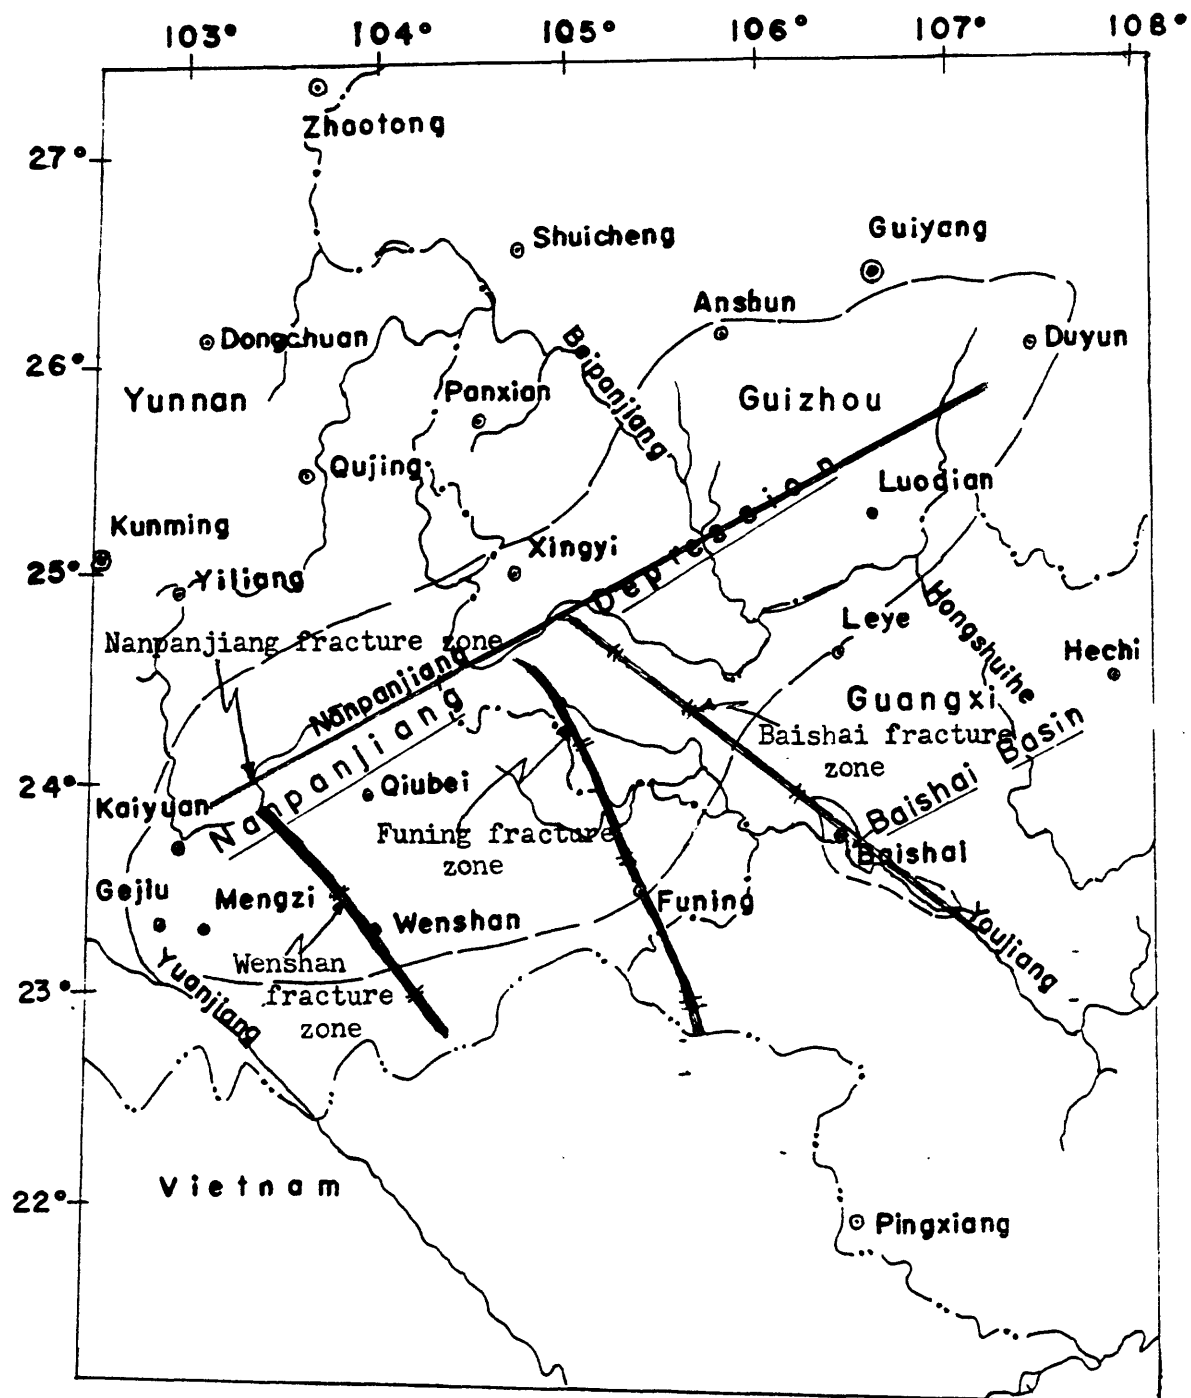 103° 104° 105° 106° 107° 108°
Zhaotong
27°
Shuicheng
Guiyang
Anshun
Dongchuan
Beipanjiang
Duyun
26°
Yunnan
Panxian
Guizhou
Qujing
Luodian
Kunming
Xingyi
25°
Yiliang
Depression
Hongshuihe
Leye
Nanpanjiang fracture zone
Hechi
Nanpanjiang
Nanpanjiang
Guangxi
Baishai fracture
zone
Baishai Basin
24°
Qiubei
Kaiyuan
Funing fracture
zone
Baishai
Gejiu
Mengzi
Funing
Wenshan
Youjiang
Wenshan
fracture
zone
23°
Yuanjiang
Vietnam
22°
Pingxiang